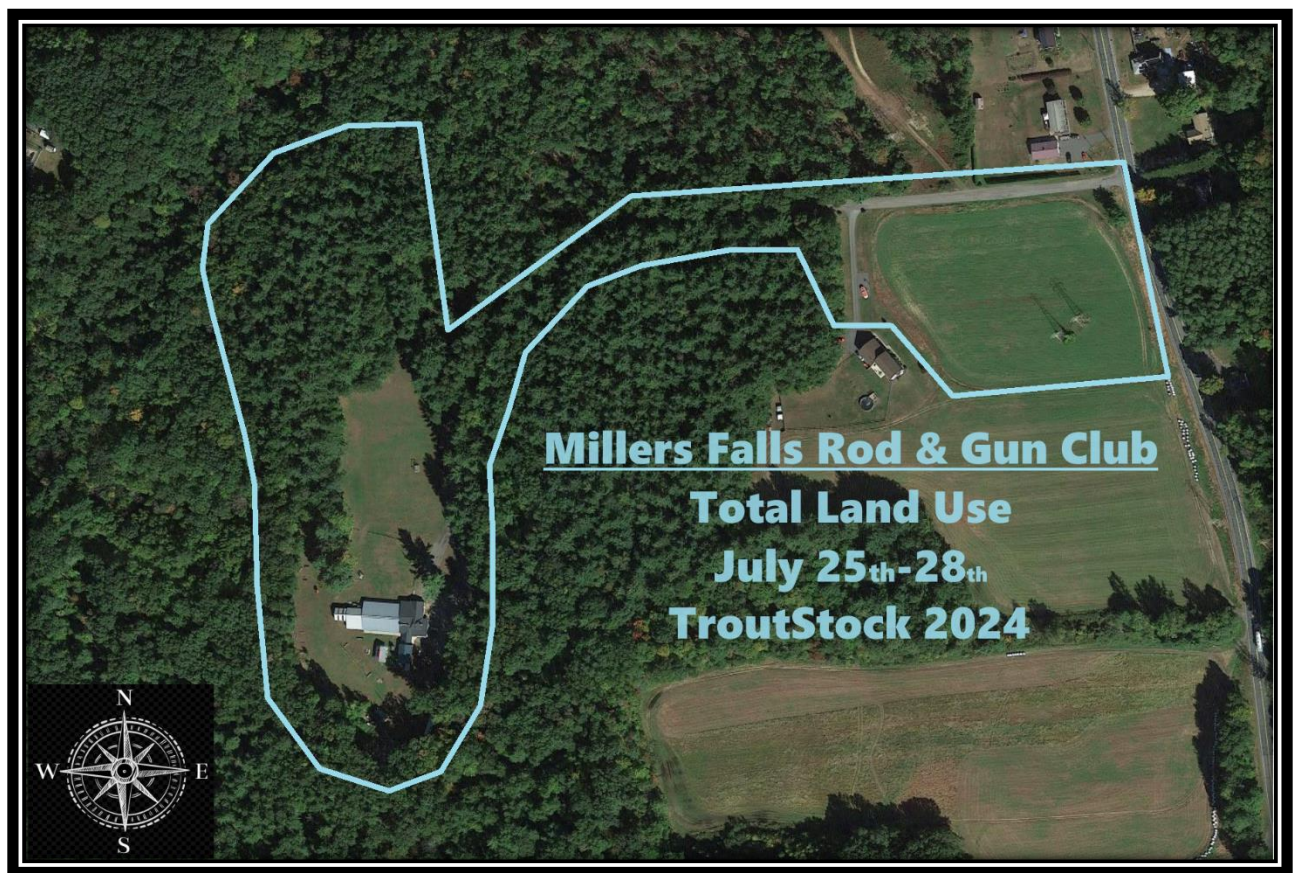 Millers Falls Rod & Gun Club
Total Land Use
July 25th-28th
TroutStock 2024
N
W E
S